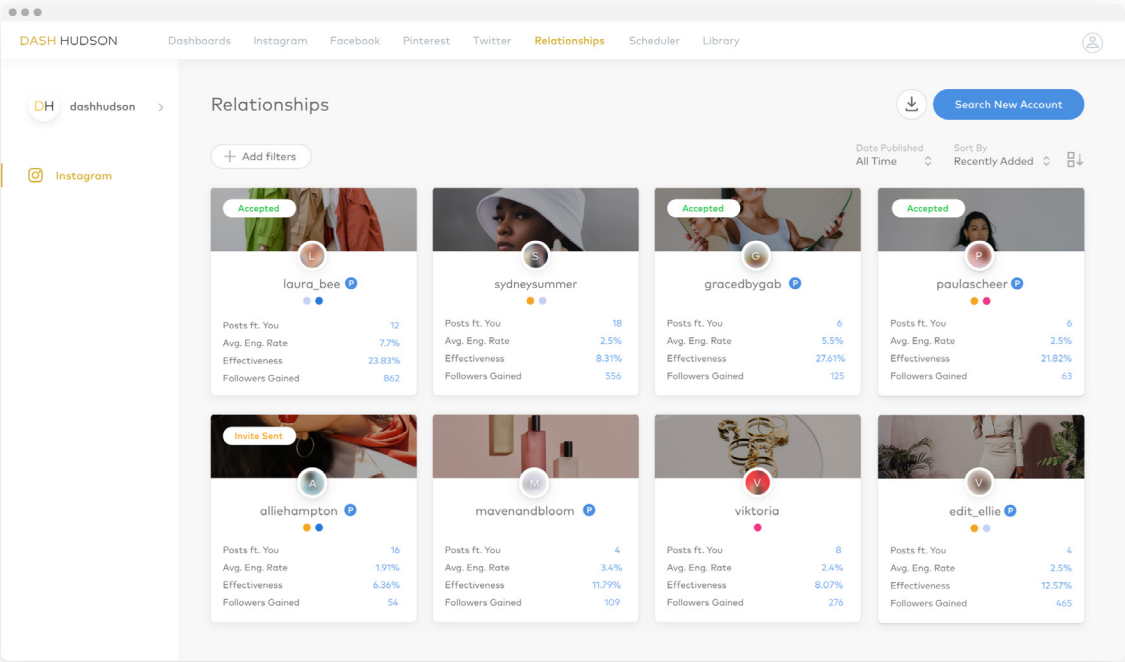 DASH HUDSON
Dashboards Instagram Facebook Pinterest Twitter Relationships Scheduler Library
DH dashhudson
Instagram
Relationships
Search New Account
Add filters
Date Published
All Time
Sort By
Recently Added
Accepted
L
laura_bee P
Posts ft. You 12
Avg. Eng. Rate 7.7%
Effectiveness 23.83%
Followers Gained 862
S
sydneysummer
Posts ft. You 18
Avg. Eng. Rate 2.5%
Effectiveness 8.31%
Followers Gained 556
Accepted
G
gracedbygab P
Posts ft. You 6
Avg. Eng. Rate 5.5%
Effectiveness 27.61%
Followers Gained 125
Accepted
P
paulascheer P
Posts ft. You 6
Avg. Eng. Rate 2.5%
Effectiveness 21.82%
Followers Gained 63
Invite Sent
A
alliehampton P
Posts ft. You 16
Avg. Eng. Rate 1.91%
Effectiveness 6.36%
Followers Gained 54
M
mavenandbloom P
Posts ft. You 4
Avg. Eng. Rate 3.4%
Effectiveness 11.79%
Followers Gained 109
V
viktoria
Posts ft. You 8
Avg. Eng. Rate 2.4%
Effectiveness 8.07%
Followers Gained 276
V
edit_ellie P
Posts ft. You 4
Avg. Eng. Rate 2.5%
Effectiveness 12.57%
Followers Gained 465